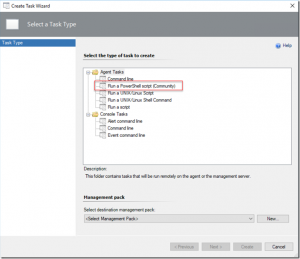 Create Task Wizard
Select a Task Type
Task Type
Help
Select the type of task to create
Agent Tasks
Command line
Run a PowerShell script (Community)
Run a UNIX/Linux Script
Run a UNIX/Linux Shell Command
Run a script
Console Tasks
Alert command line
Command line
Event command line
Description:
This folder contains tasks that will run remotely on the agent or the management server.
Management pack
Select destination management pack:
<Select Management Pack>
New...
< Previous
Next >
Create
Cancel